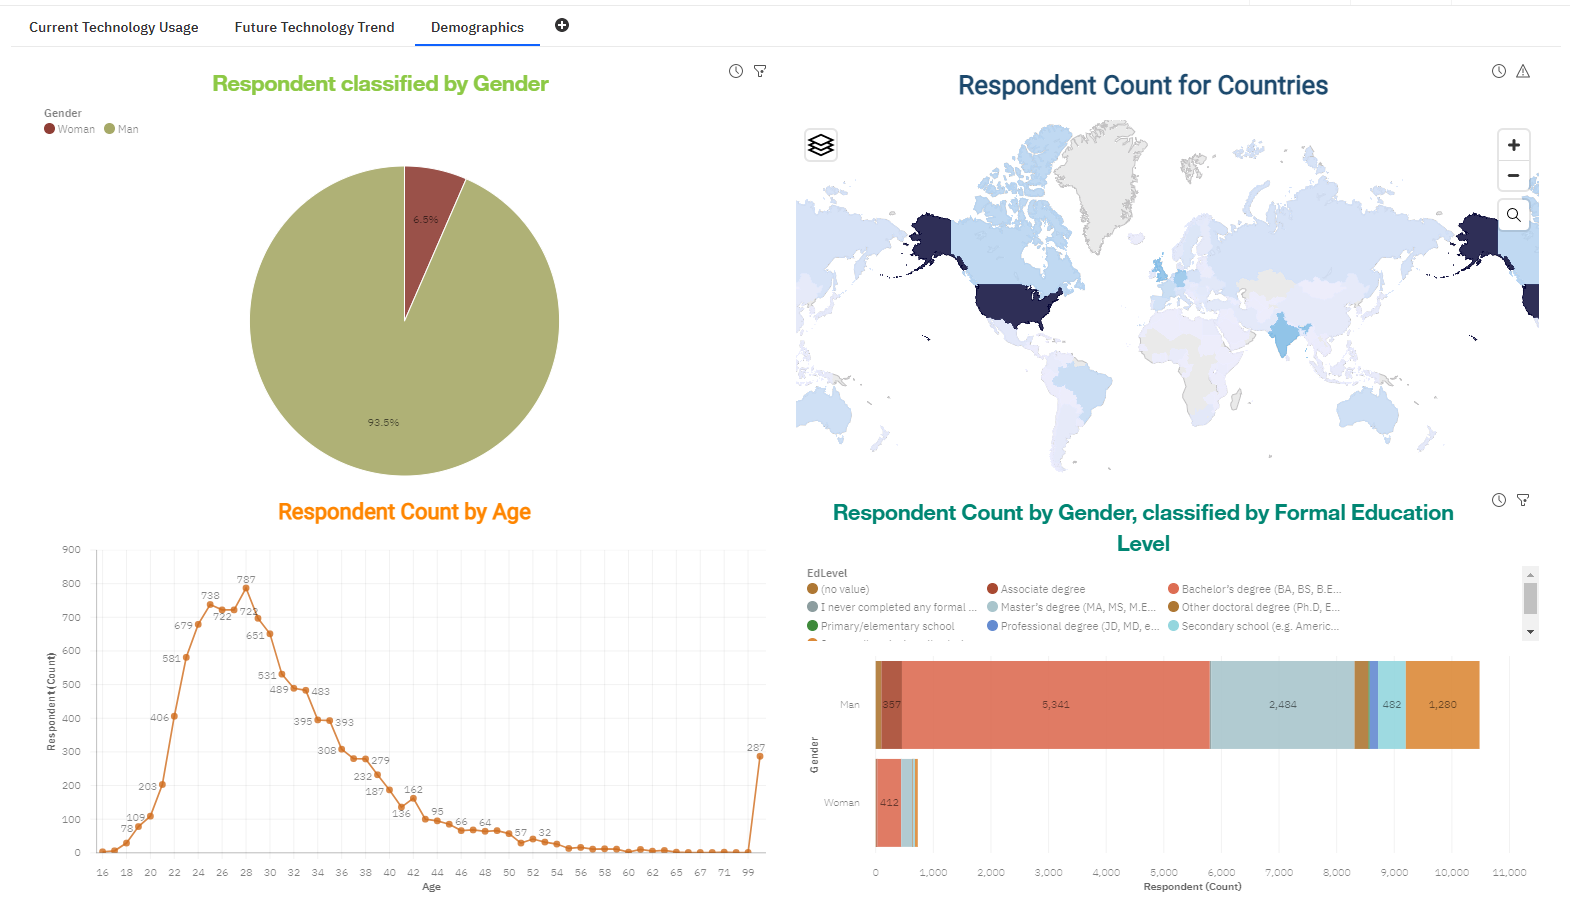 Current Technology Usage Future Technology Trend Demographics
Respondent classified by Gender
Gender
Woman Man
6.5%
93.5%
Respondent Count for Countries
Respondent Count by Age
Respondent (Count)
900
800
700
600
500
400
300
200
100
0
78
109
203
406
581
679
738
722
787
722
651
531
489
483
395
393
308
279
232
187
136
162
95
66
64
57
32
287
16 18 20 22 24 26 28 30 32 34 36 38 40 42 44 46 48 50 52 54 56 58 60 62 65 67 71 99
Age
Respondent Count by Gender, classified by Formal Education
Level
EdLevel
(no value) Associate degree Bachelor's degree (BA, BS, B.E...
I never completed any formal ... Master's degree (MA, MS, M.E... Other doctoral degree (Ph.D, E...
Primary/elementary school Professional degree (JD, MD, e... Secondary school (e.g. Americ...
Gender
Man 357 5,341 2,484 482 1,280
Woman 412
0 1,000 2,000 3,000 4,000 5,000 6,000 7,000 8,000 9,000 10,000 11,000
Respondent (Count)